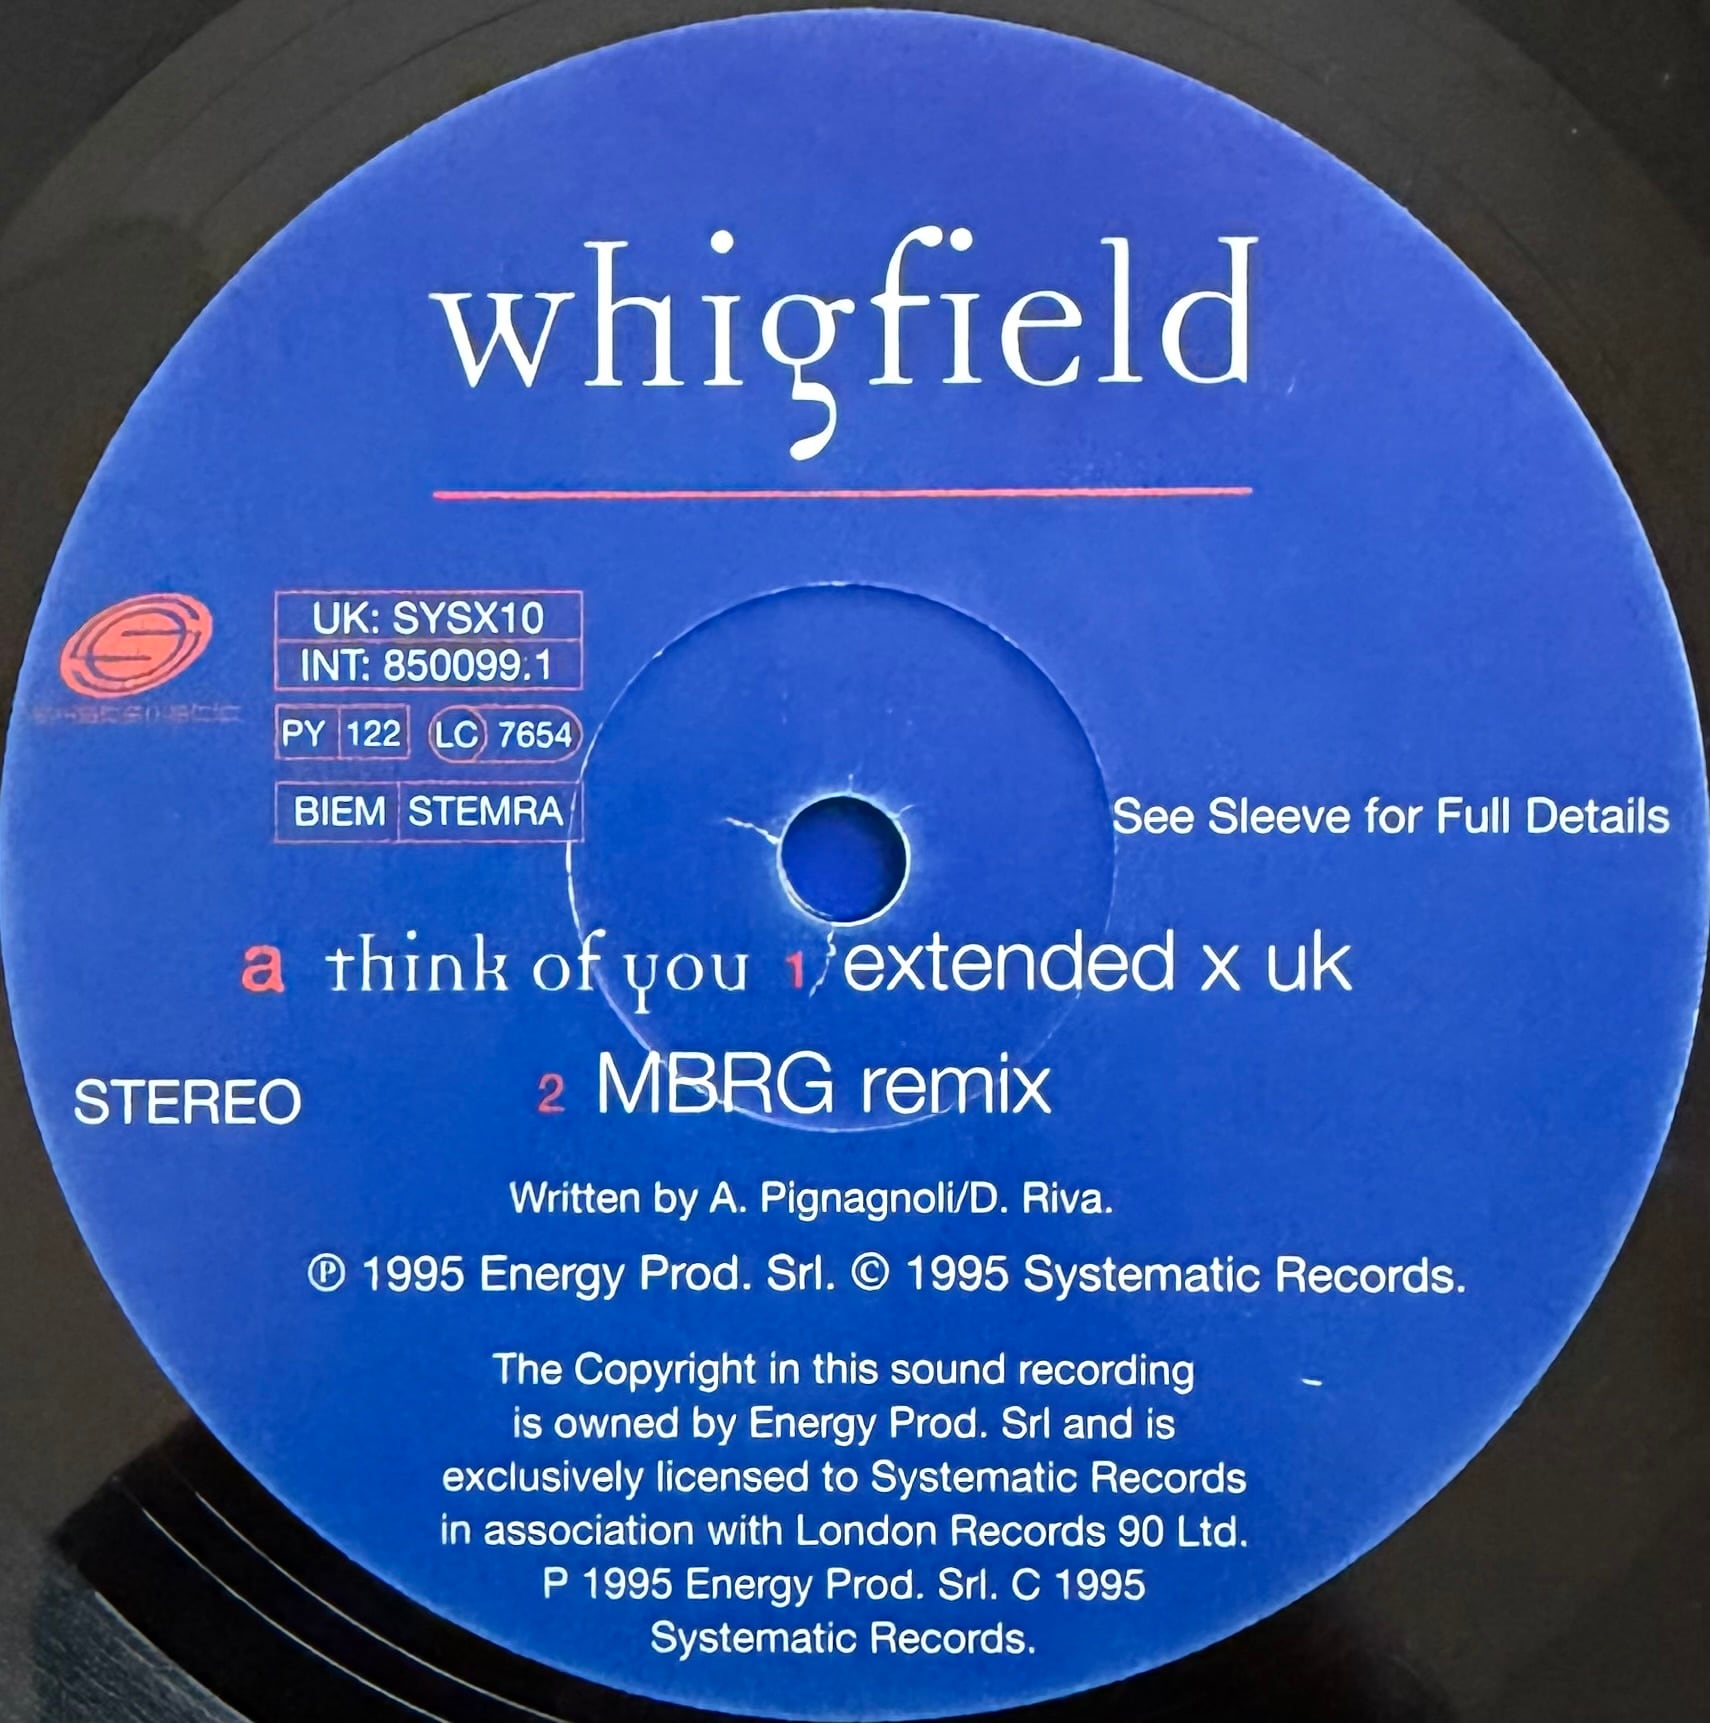 whigfield
UK: SYSX10
INT: 850099.1
PY 122 LC 7654
BIEM STEMRA
See Sleeve for Full Details
a think of you 1 extended x uk
STEREO
2 MBRG remix
Written by A. Pignagnoli/D. Riva.
℗ 1995 Energy Prod. Srl. © 1995 Systematic Records.
The Copyright in this sound recording
is owned by Energy Prod. Srl and is
exclusively licensed to Systematic Records
in association with London Records 90 Ltd.
P 1995 Energy Prod. Srl. C 1995
Systematic Records.